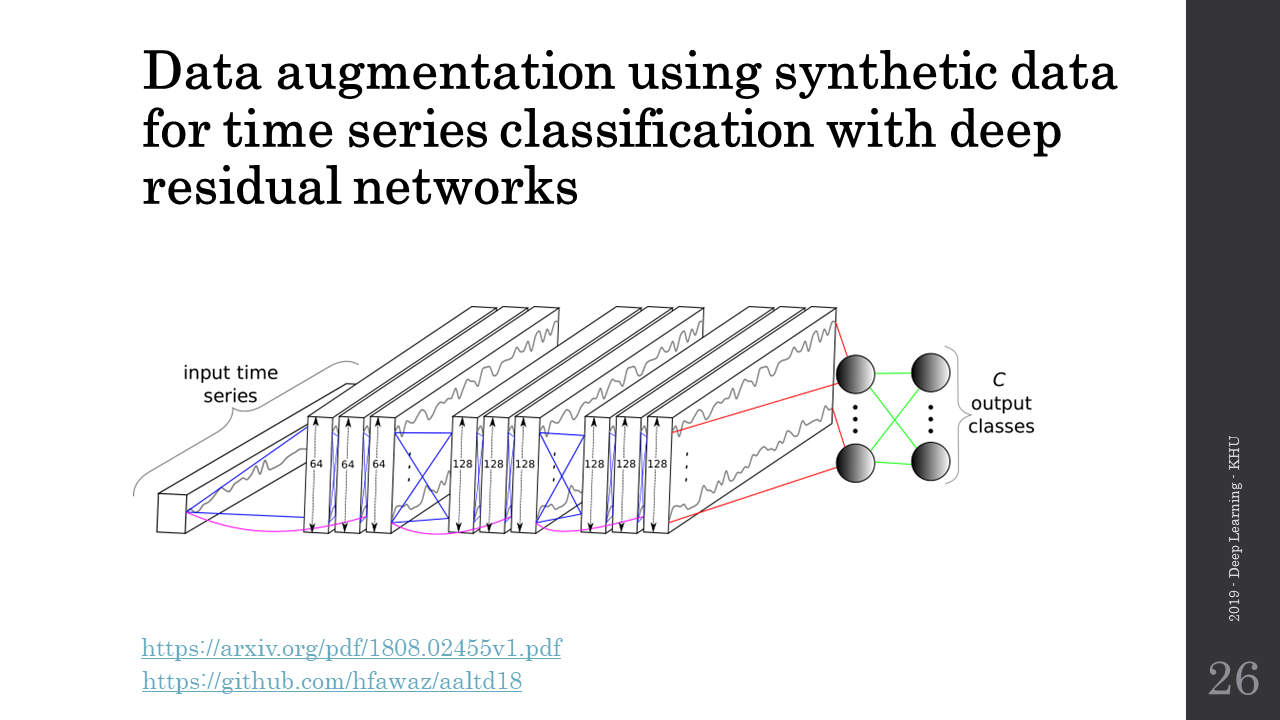 Data augmentation using synthetic data
for time series classification with deep
residual networks
input time
series
64
64
64
128
128
128
128
128
128
C
output
classes
https://arxiv.org/pdf/1808.02455v1.pdf
https://github.com/hfawaz/aaltd18
2019 - Deep Learning - KHU
26